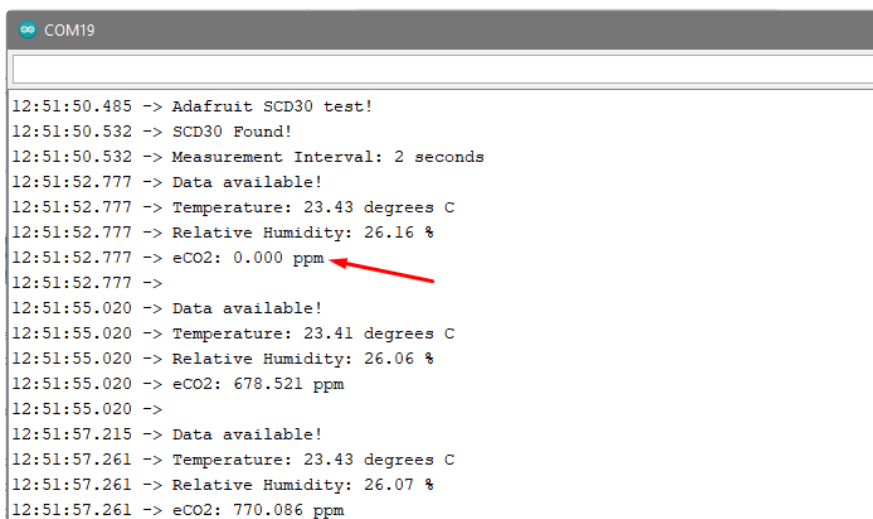 COM19
12:51:50.485 -> Adafruit SCD30 test!
12:51:50.532 -> SCD30 Found!
12:51:50.532 -> Measurement Interval: 2 seconds
12:51:52.777 -> Data available!
12:51:52.777 -> Temperature: 23.43 degrees C
12:51:52.777 -> Relative Humidity: 26.16 %
12:51:52.777 -> eCO2: 0.000 ppm
12:51:52.777 ->
12:51:55.020 -> Data available!
12:51:55.020 -> Temperature: 23.41 degrees C
12:51:55.020 -> Relative Humidity: 26.06 %
12:51:55.020 -> eCO2: 678.521 ppm
12:51:55.020 ->
12:51:57.215 -> Data available!
12:51:57.261 -> Temperature: 23.43 degrees C
12:51:57.261 -> Relative Humidity: 26.07 %
12:51:57.261 -> eCO2: 770.086 ppm